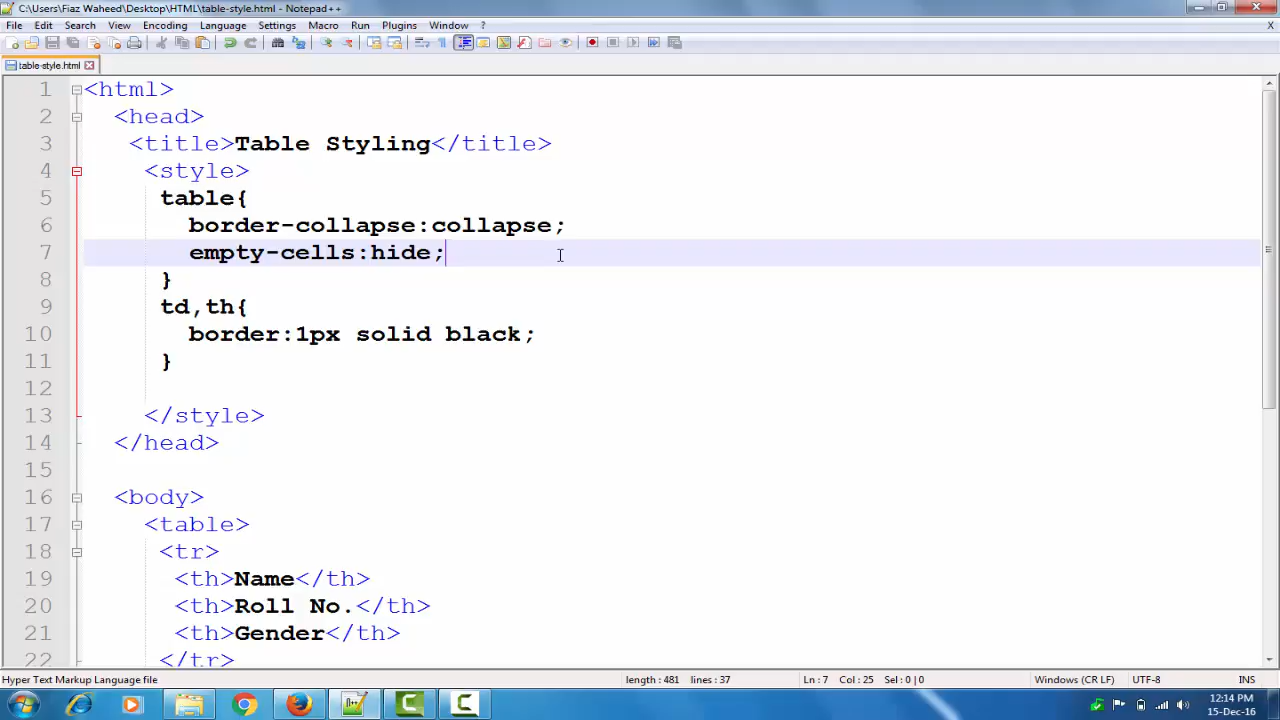 C:\Users\Fiaz Waheed\Desktop\HTML\table-style.html - Notepad++
File Edit Search View Encoding Language Settings Macro Run Plugins Window ? X
table-style.html
1 <html>
2 <head>
3 <title>Table Styling</title>
4 <style>
5 table{
6 border-collapse:collapse;
7 empty-cells:hide;
8 }
9 td,th{
10 border:1px solid black;
11 }
12
13 </style>
14 </head>
15
16 <body>
17 <table>
18 <tr>
19 <th>Name</th>
20 <th>Roll No.</th>
21 <th>Gender</th>
22 </tr>
Hyper Text Markup Language file length : 481 lines : 37 Ln : 7 Col : 25 Sel : 0 | 0 Windows (CR LF) UTF-8 INS
12:14 PM
15-Dec-16